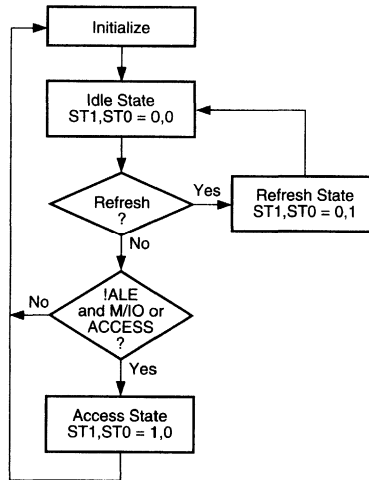 Initialize
Idle State
ST1,ST0 = 0,0
Refresh
?
Yes
Refresh State
ST1,ST0 = 0,1
No
!ALE
and M/IO or
ACCESS
?
No
Yes
Access State
ST1,ST0 = 1,0